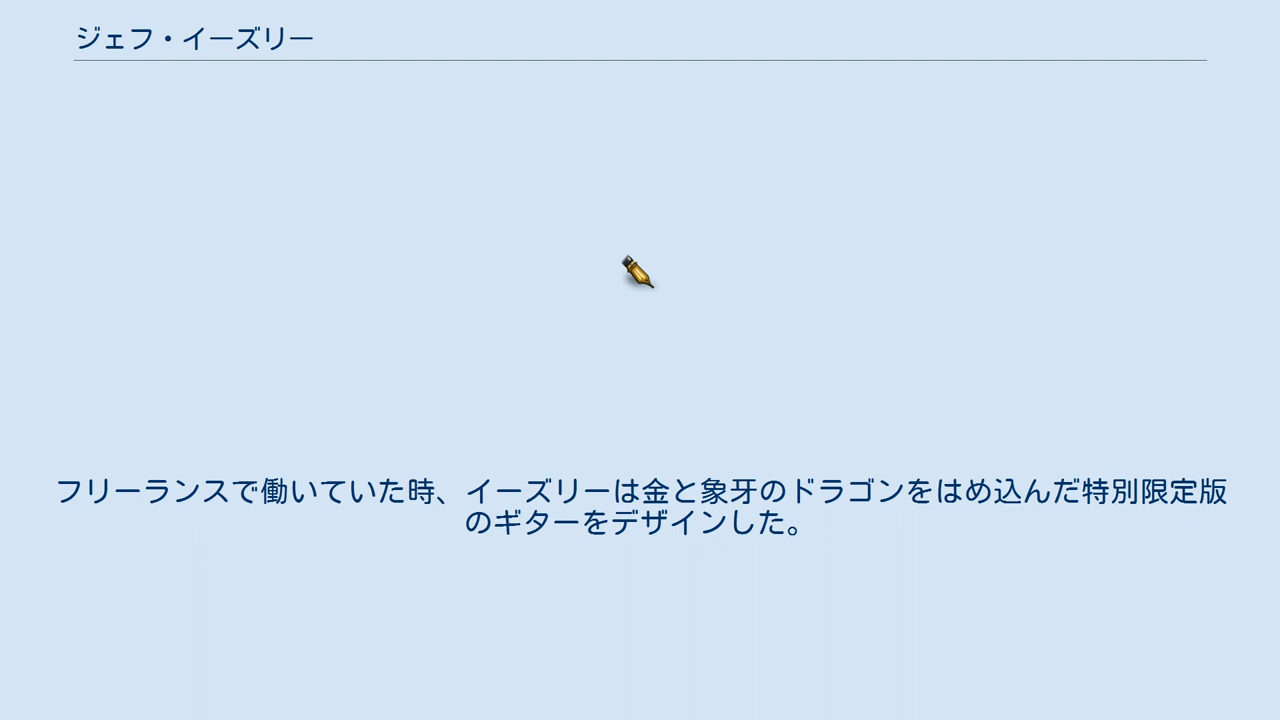 ジェフ・イーズリー
フリーランスで働いていた時、イーズリーは金と象牙のドラゴンをはめ込んだ特別限定版
のギターをデザインした。